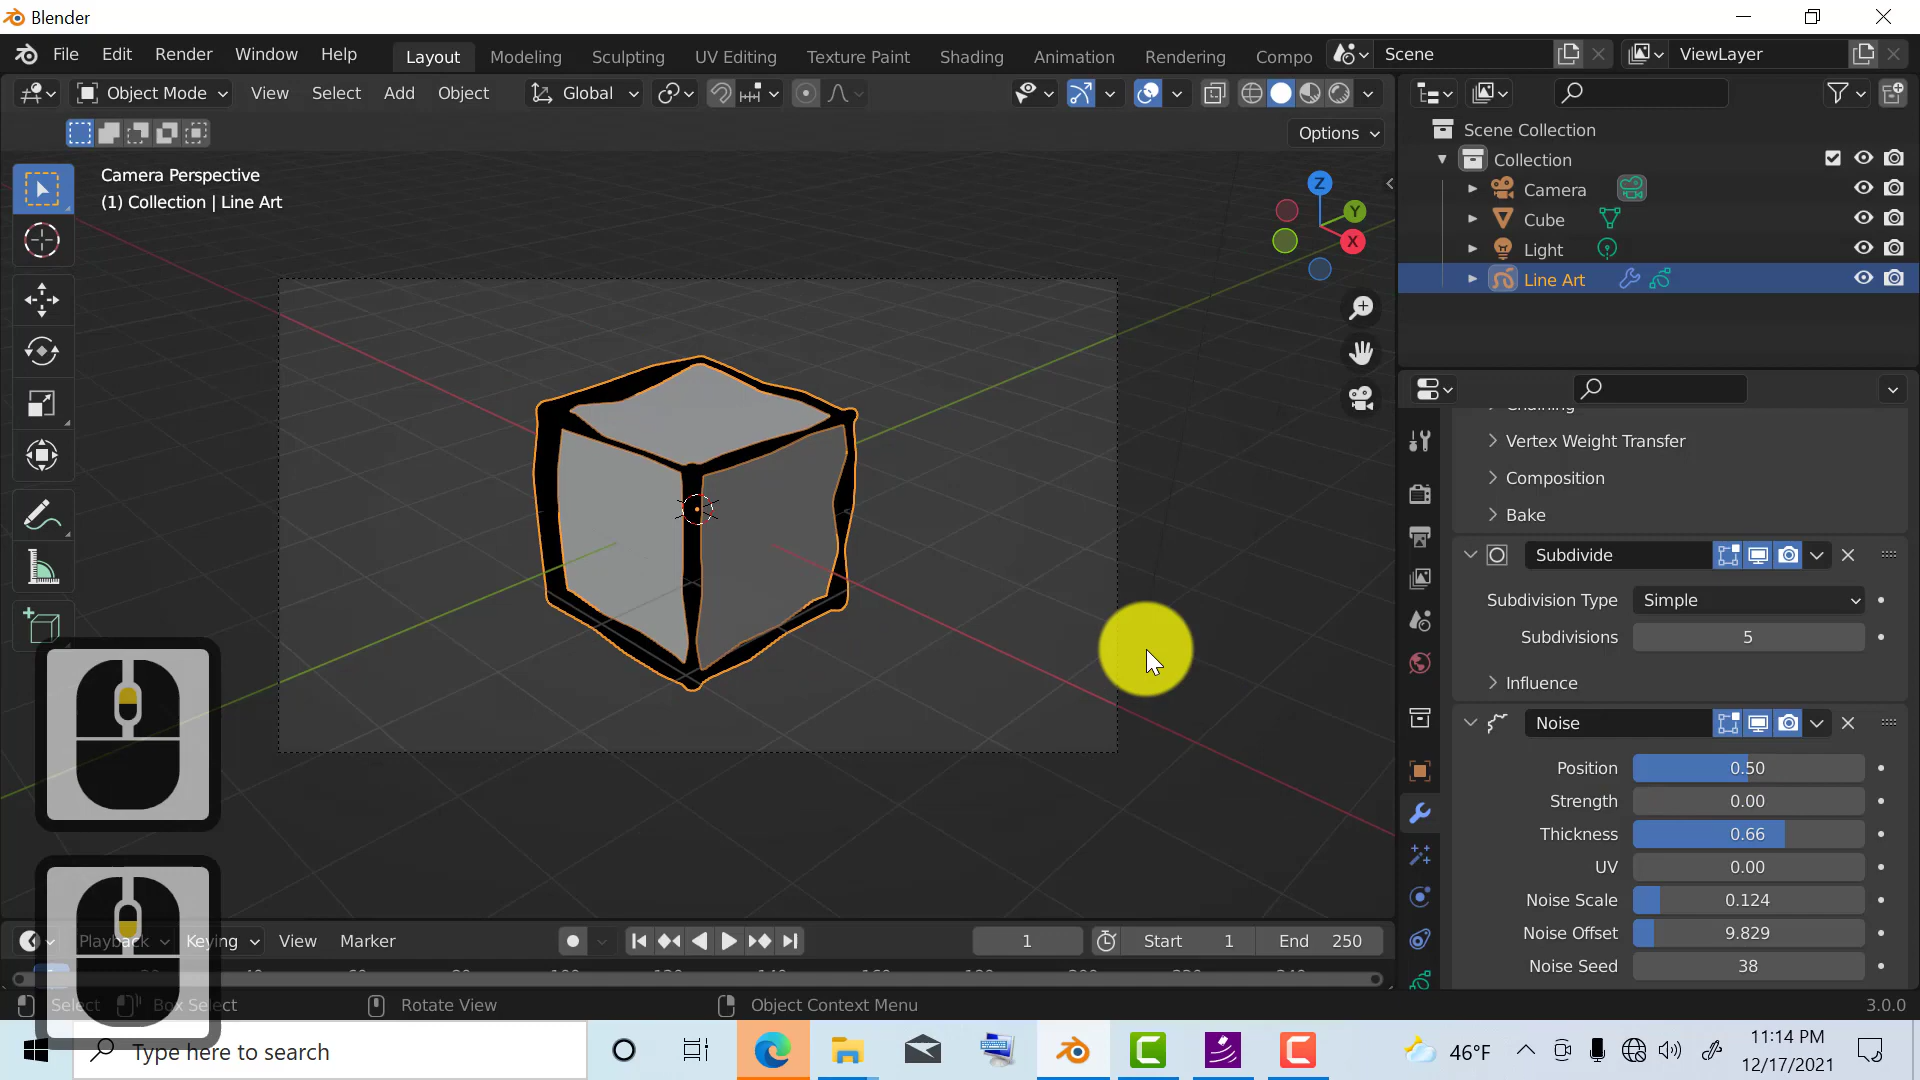 Blender
File Edit Render Window Help Layout Modeling Sculpting UV Editing Texture Paint Shading Animation Rendering Compo Scene ViewLayer
Object Mode View Select Add Object Global
Options
Camera Perspective
(1) Collection | Line Art
Z
Y
X
Scene Collection
Collection
Camera
Cube
Light
Line Art
Chaining
Vertex Weight Transfer
Composition
Bake
Subdivide
Subdivision Type Simple
Subdivisions 5
Influence
Noise
Position 0.50
Strength 0.00
Thickness 0.66
UV 0.00
Noise Scale 0.124
Noise Offset 9.829
Noise Seed 38
Playback Keying View Marker 1 Start 1 End 250
Select Box Select Rotate View Object Context Menu 3.0.0
Type here to search
46°F
11:14 PM
12/17/2021